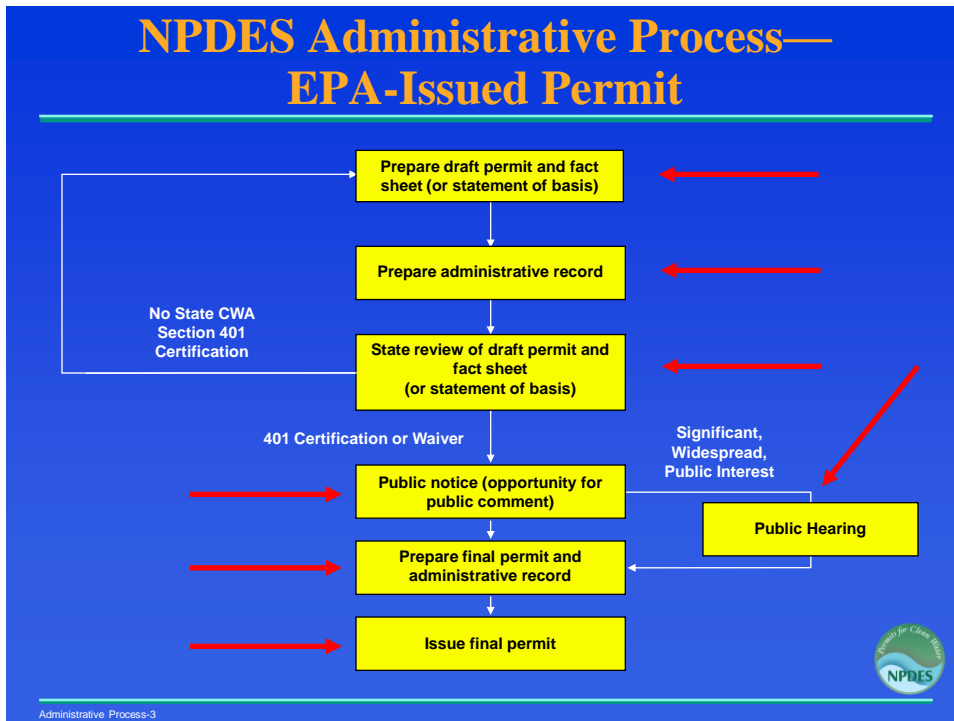 NPDES Administrative Process—
EPA-Issued Permit
Prepare draft permit and fact
sheet (or statement of basis)
Prepare administrative record
No State CWA
Section 401
Certification
State review of draft permit and
fact sheet
(or statement of basis)
401 Certification or Waiver
Significant,
Widespread,
Public Interest
Public notice (opportunity for
public comment)
Public Hearing
Prepare final permit and
administrative record
Issue final permit
Permits for Clean Water
NPDES
Administrative Process-3